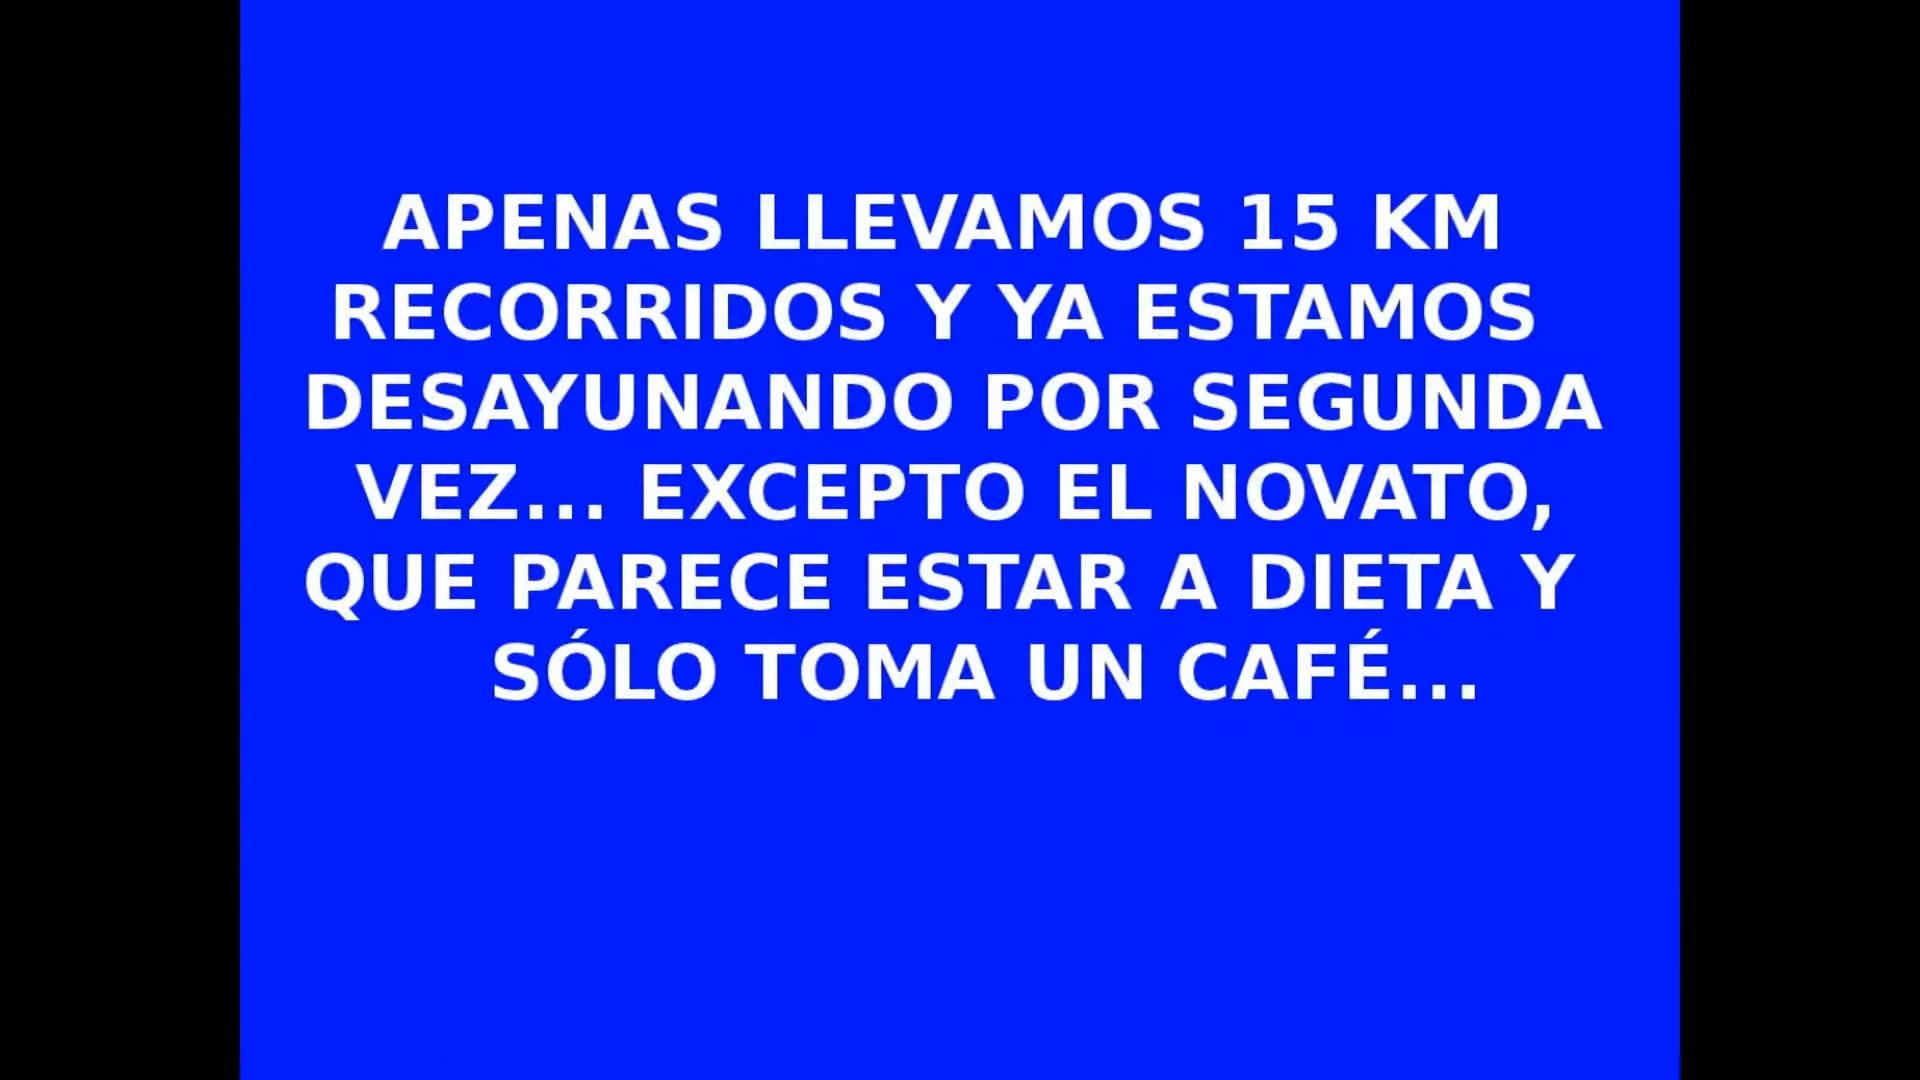 APENAS LLEVAMOS 15 KM
RECORRIDOS Y YA ESTAMOS
DESAYUNANDO POR SEGUNDA
VEZ... EXCEPTO EL NOVATO,
QUE PARECE ESTAR A DIETA Y
SÓLO TOMA UN CAFÉ...